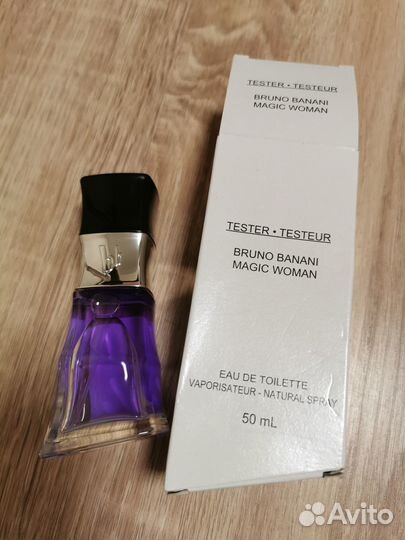 TESTER • TESTEUR
BRUNO BANANI
MAGIC WOMAN
TESTER • TESTEUR
BRUNO BANANI
MAGIC WOMAN
EAU DE TOILETTE
VAPORISATEUR - NATURAL SPRAY
50 mL
bb
Avito